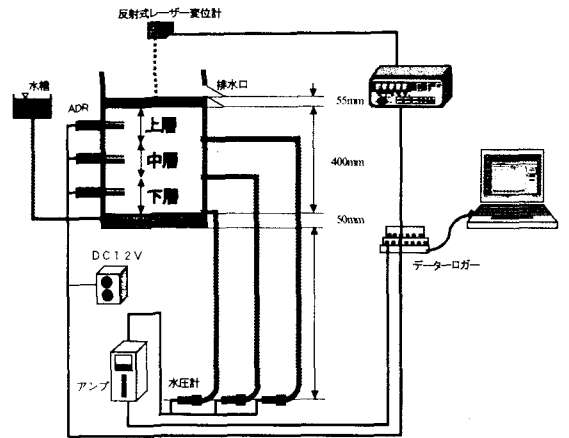 反射式レーザー変位計
水槽
排水口
ADR
上層
中層
下層
55mm
400mm
50mm
DC12V
データーロガー
アンプ
水圧計